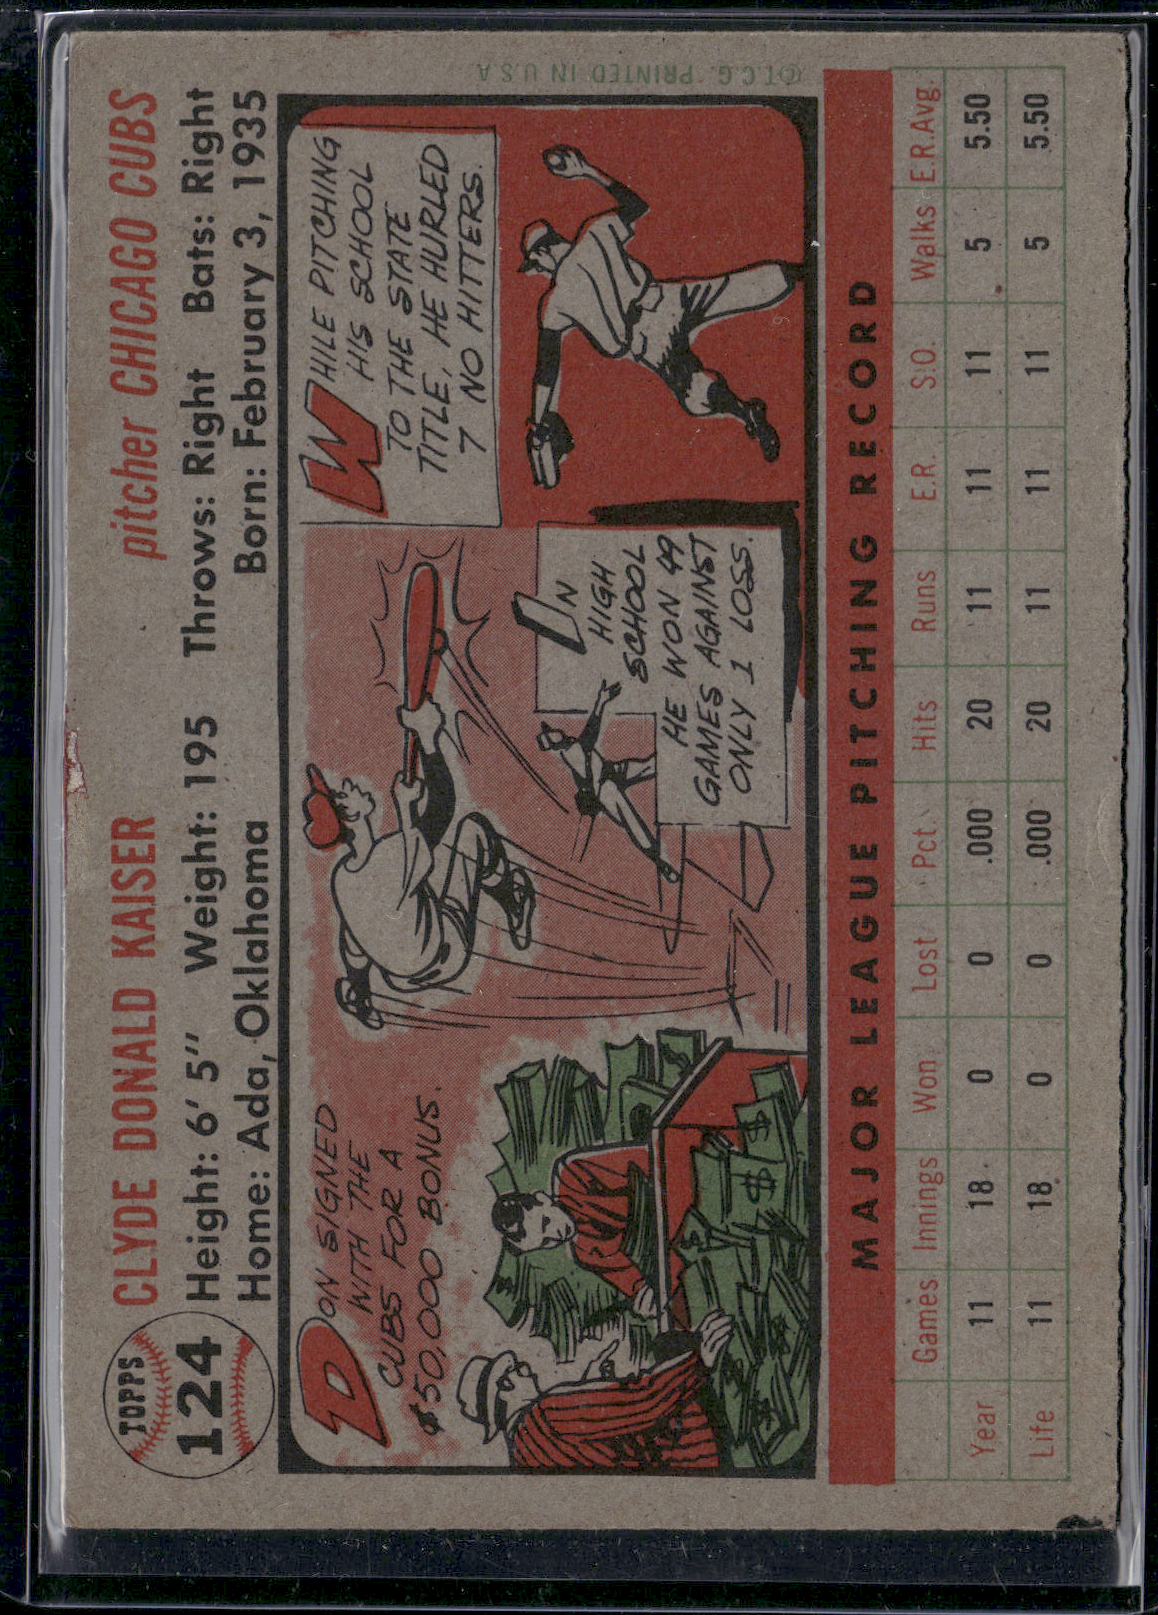 TOPPS
124
CLYDE DONALD KAISER pitcher CHICAGO CUBS
Height: 6' 5" Weight: 195 Throws: Right Bats: Right
Home: Ada, Oklahoma Born: February 3, 1935
DON SIGNED
WITH THE
CUBS FOR A
$50,000 BONUS.
IN
HIGH
SCHOOL
HE WON 49
GAMES AGAINST
ONLY 1 LOSS.
WHILE PITCHING
HIS SCHOOL
TO THE STATE
TITLE, HE HURLED
7 NO HITTERS.
$
$
©T.C.G. PRINTED IN U.S.A.
MAJOR LEAGUE PITCHING RECORD
Games Innings Won Lost Pct. Hits Runs E.R. S.O. Walks E.R.Avg.
Year 11 18 0 0 .000 20 11 11 11 5 5.50
Life 11 18 0 0 .000 20 11 11 11 5 5.50